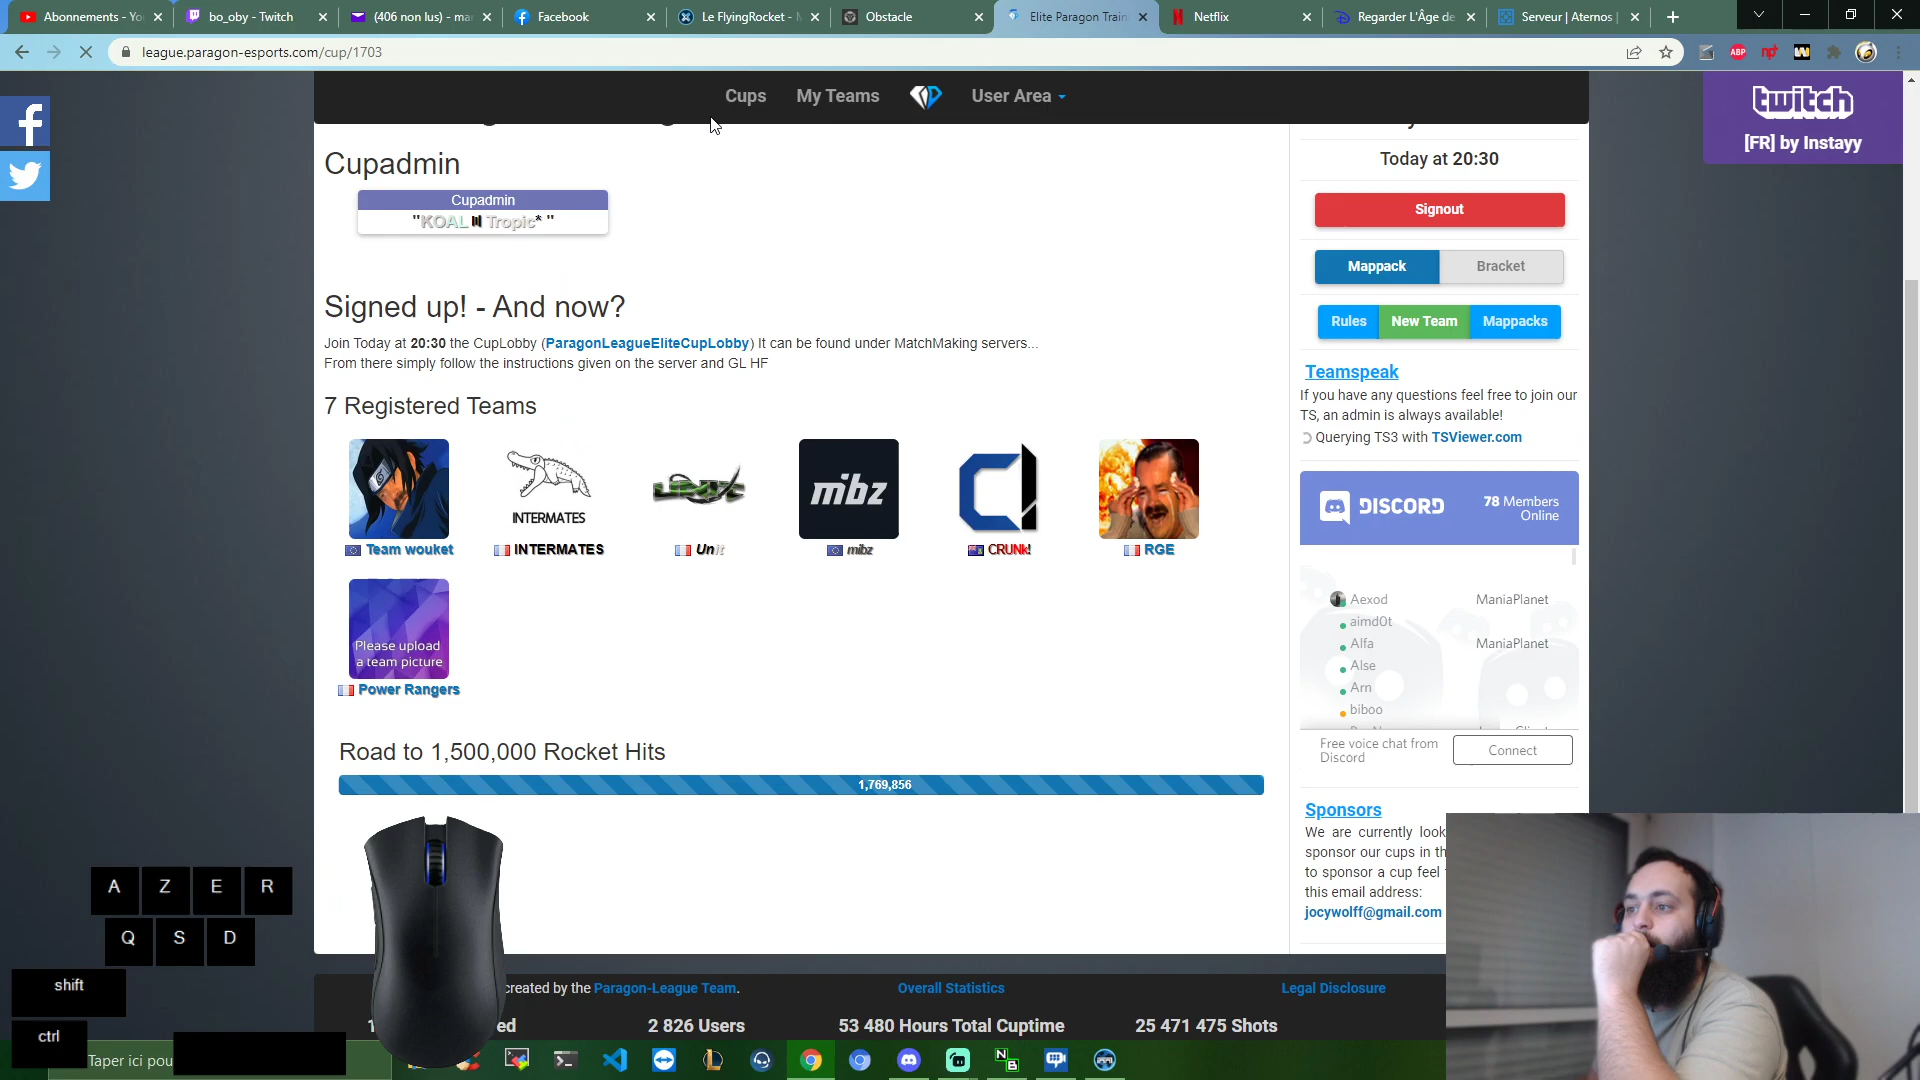 Abonnements - Yo
bo_oby - Twitch
(406 non lus) - ma
Facebook
Le FlyingRocket - M
Obstacle
Elite Paragon Train
Netflix
Regarder L'Âge de
Serveur | Aternos |
league.paragon-esports.com/cup/1703
ABP
Cups
My Teams
User Area
twitch
[FR] by Instayy
Cupadmin
Cupadmin
"KOAL Tropic* "
Signed up! - And now?
Join Today at 20:30 the CupLobby (ParagonLeagueEliteCupLobby) It can be found under MatchMaking servers...
From there simply follow the instructions given on the server and GL HF
7 Registered Teams
INTERMATES
UNIT
mibz
Team wouket
INTERMATES
Unit
mibz
CRUNk!
RGE
Please upload
a team picture
Power Rangers
Road to 1,500,000 Rocket Hits
1,769,856
Today at 20:30
Signout
Mappack
Bracket
Rules
New Team
Mappacks
Teamspeak
If you have any questions feel free to join our
TS, an admin is always available!
Querying TS3 with TSViewer.com
DISCORD
78 Members
Online
Aexod
ManiaPlanet
aimd0t
Alfa
ManiaPlanet
Alse
Arn
biboo
Free voice chat from
Discord
Connect
Sponsors
We are currently look
sponsor our cups in th
to sponsor a cup feel
this email address:
jocywolff@gmail.com
A
Z
E
R
Q
S
D
shift
ctrl
created by the Paragon-League Team.
Overall Statistics
Legal Disclosure
ed
2 826 Users
53 480 Hours Total Cuptime
25 471 475 Shots
Taper ici pou